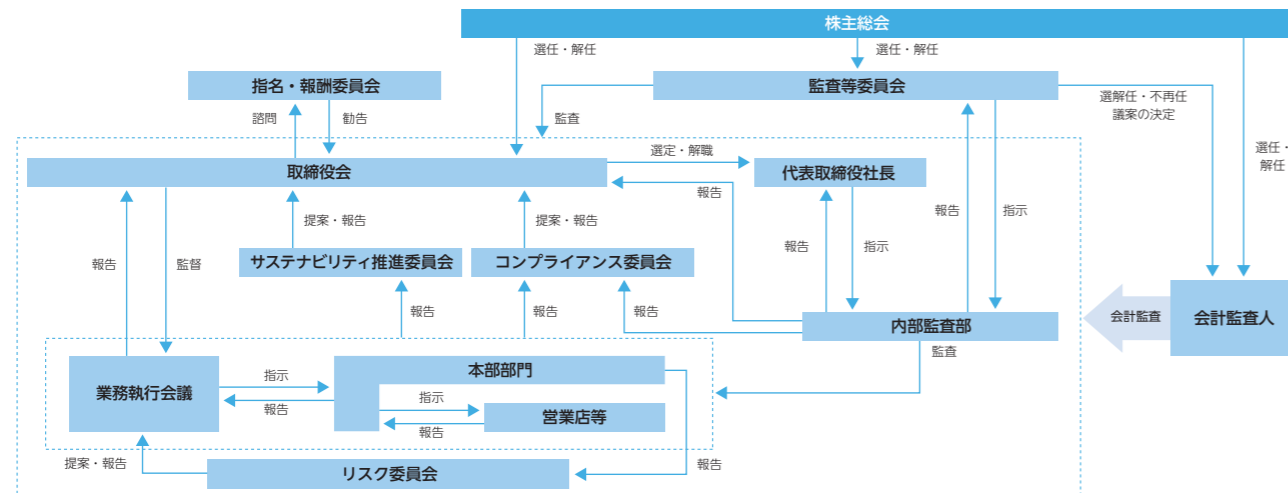 株主総会
選任・解任
選任・解任
指名・報酬委員会
監査等委員会
諮問
勧告
監査
選解任・不再任
議案の決定
選任・
解任
取締役会
選定・解職
代表取締役社長
報告
報告
指示
提案・報告
提案・報告
報告
監督
報告
指示
サステナビリティ推進委員会
コンプライアンス委員会
報告
報告
報告
内部監査部
会計監査
会計監査人
監査
業務執行会議
指示
報告
本部部門
指示
報告
営業店等
提案・報告
リスク委員会
報告